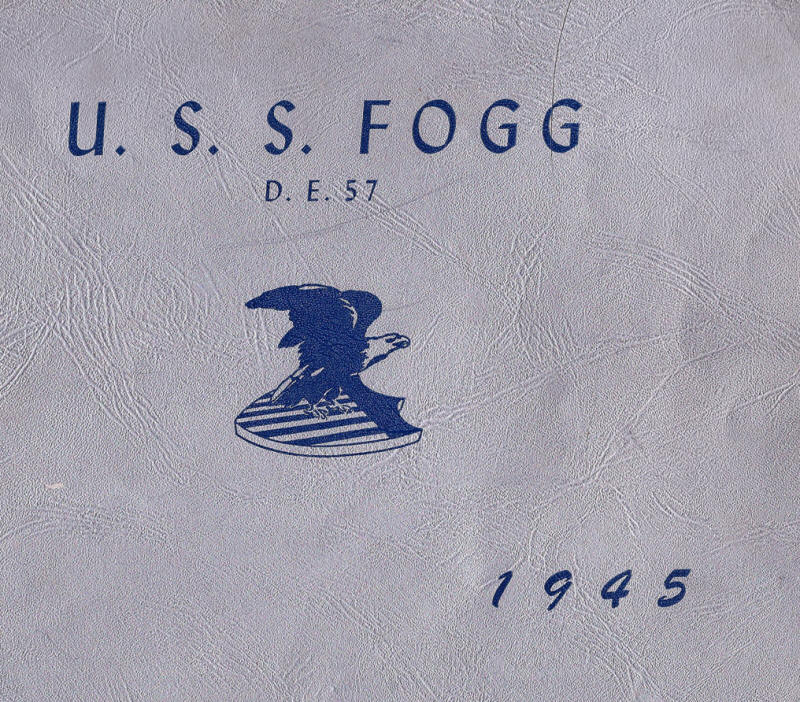 U. S. S. FOGG
D. E. 57
1945